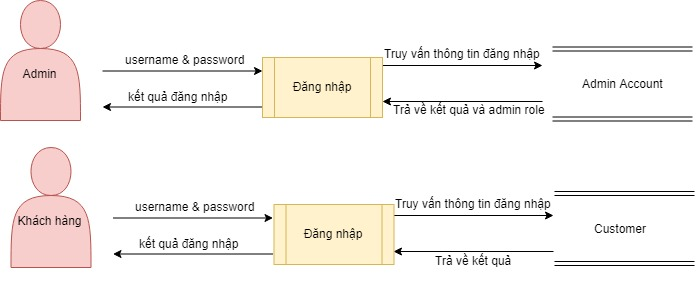 Admin
username & password
kết quả đăng nhập
Đăng nhập
Truy vấn thông tin đăng nhập
Trả về kết quả và admin role
Admin Account
Khách hàng
username & password
kết quả đăng nhập
Đăng nhập
Truy vấn thông tin đăng nhập
Trả về kết quả
Customer